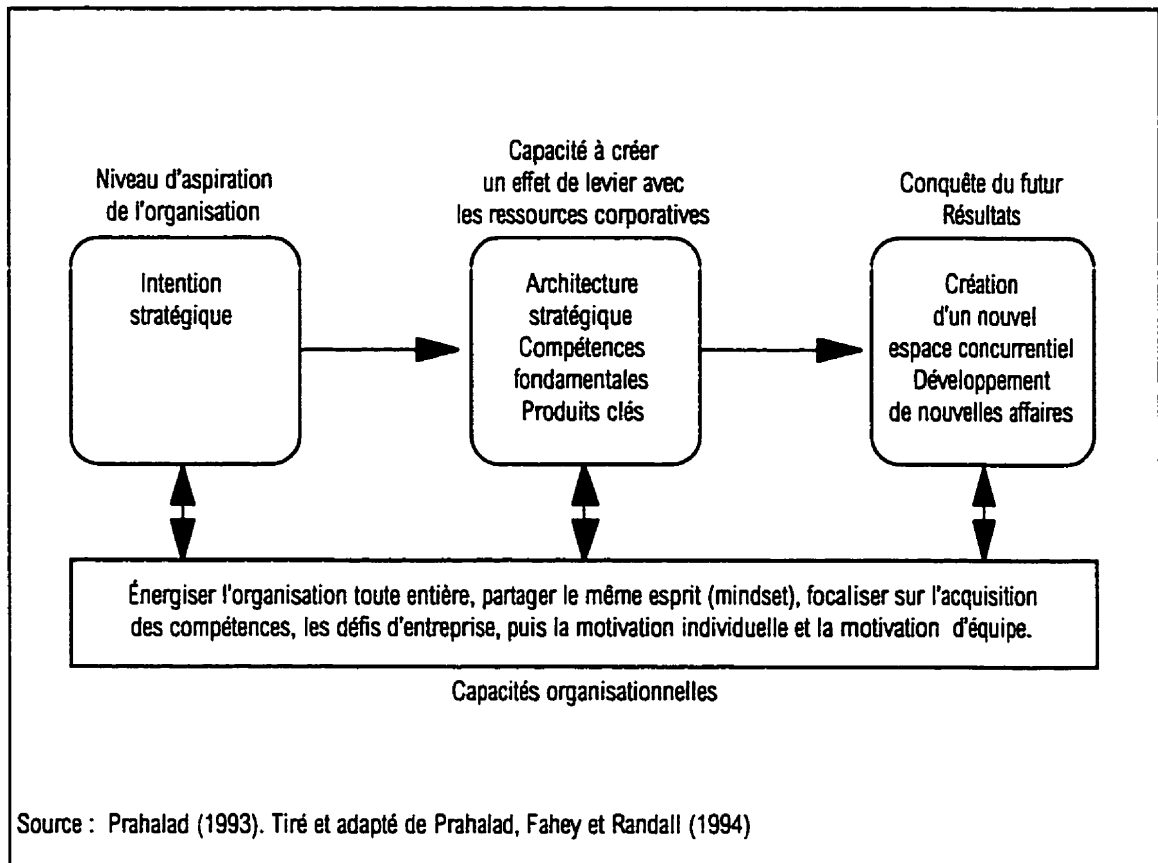 Niveau d'aspiration
de l'organisation
Capacité à créer
un effet de levier avec
les ressources corporatives
Conquête du futur
Résultats
Intention
stratégique
Architecture
stratégique
Compétences
fondamentales
Produits clés
Création
d'un nouvel
espace concurrentiel
Développement
de nouvelles affaires
Énergiser l'organisation toute entière, partager le même esprit (mindset), focaliser sur l'acquisition
des compétences, les défis d'entreprise, puis la motivation individuelle et la motivation d'équipe.
Capacités organisationnelles
Source : Prahalad (1993). Tiré et adapté de Prahalad, Fahey et Randall (1994)